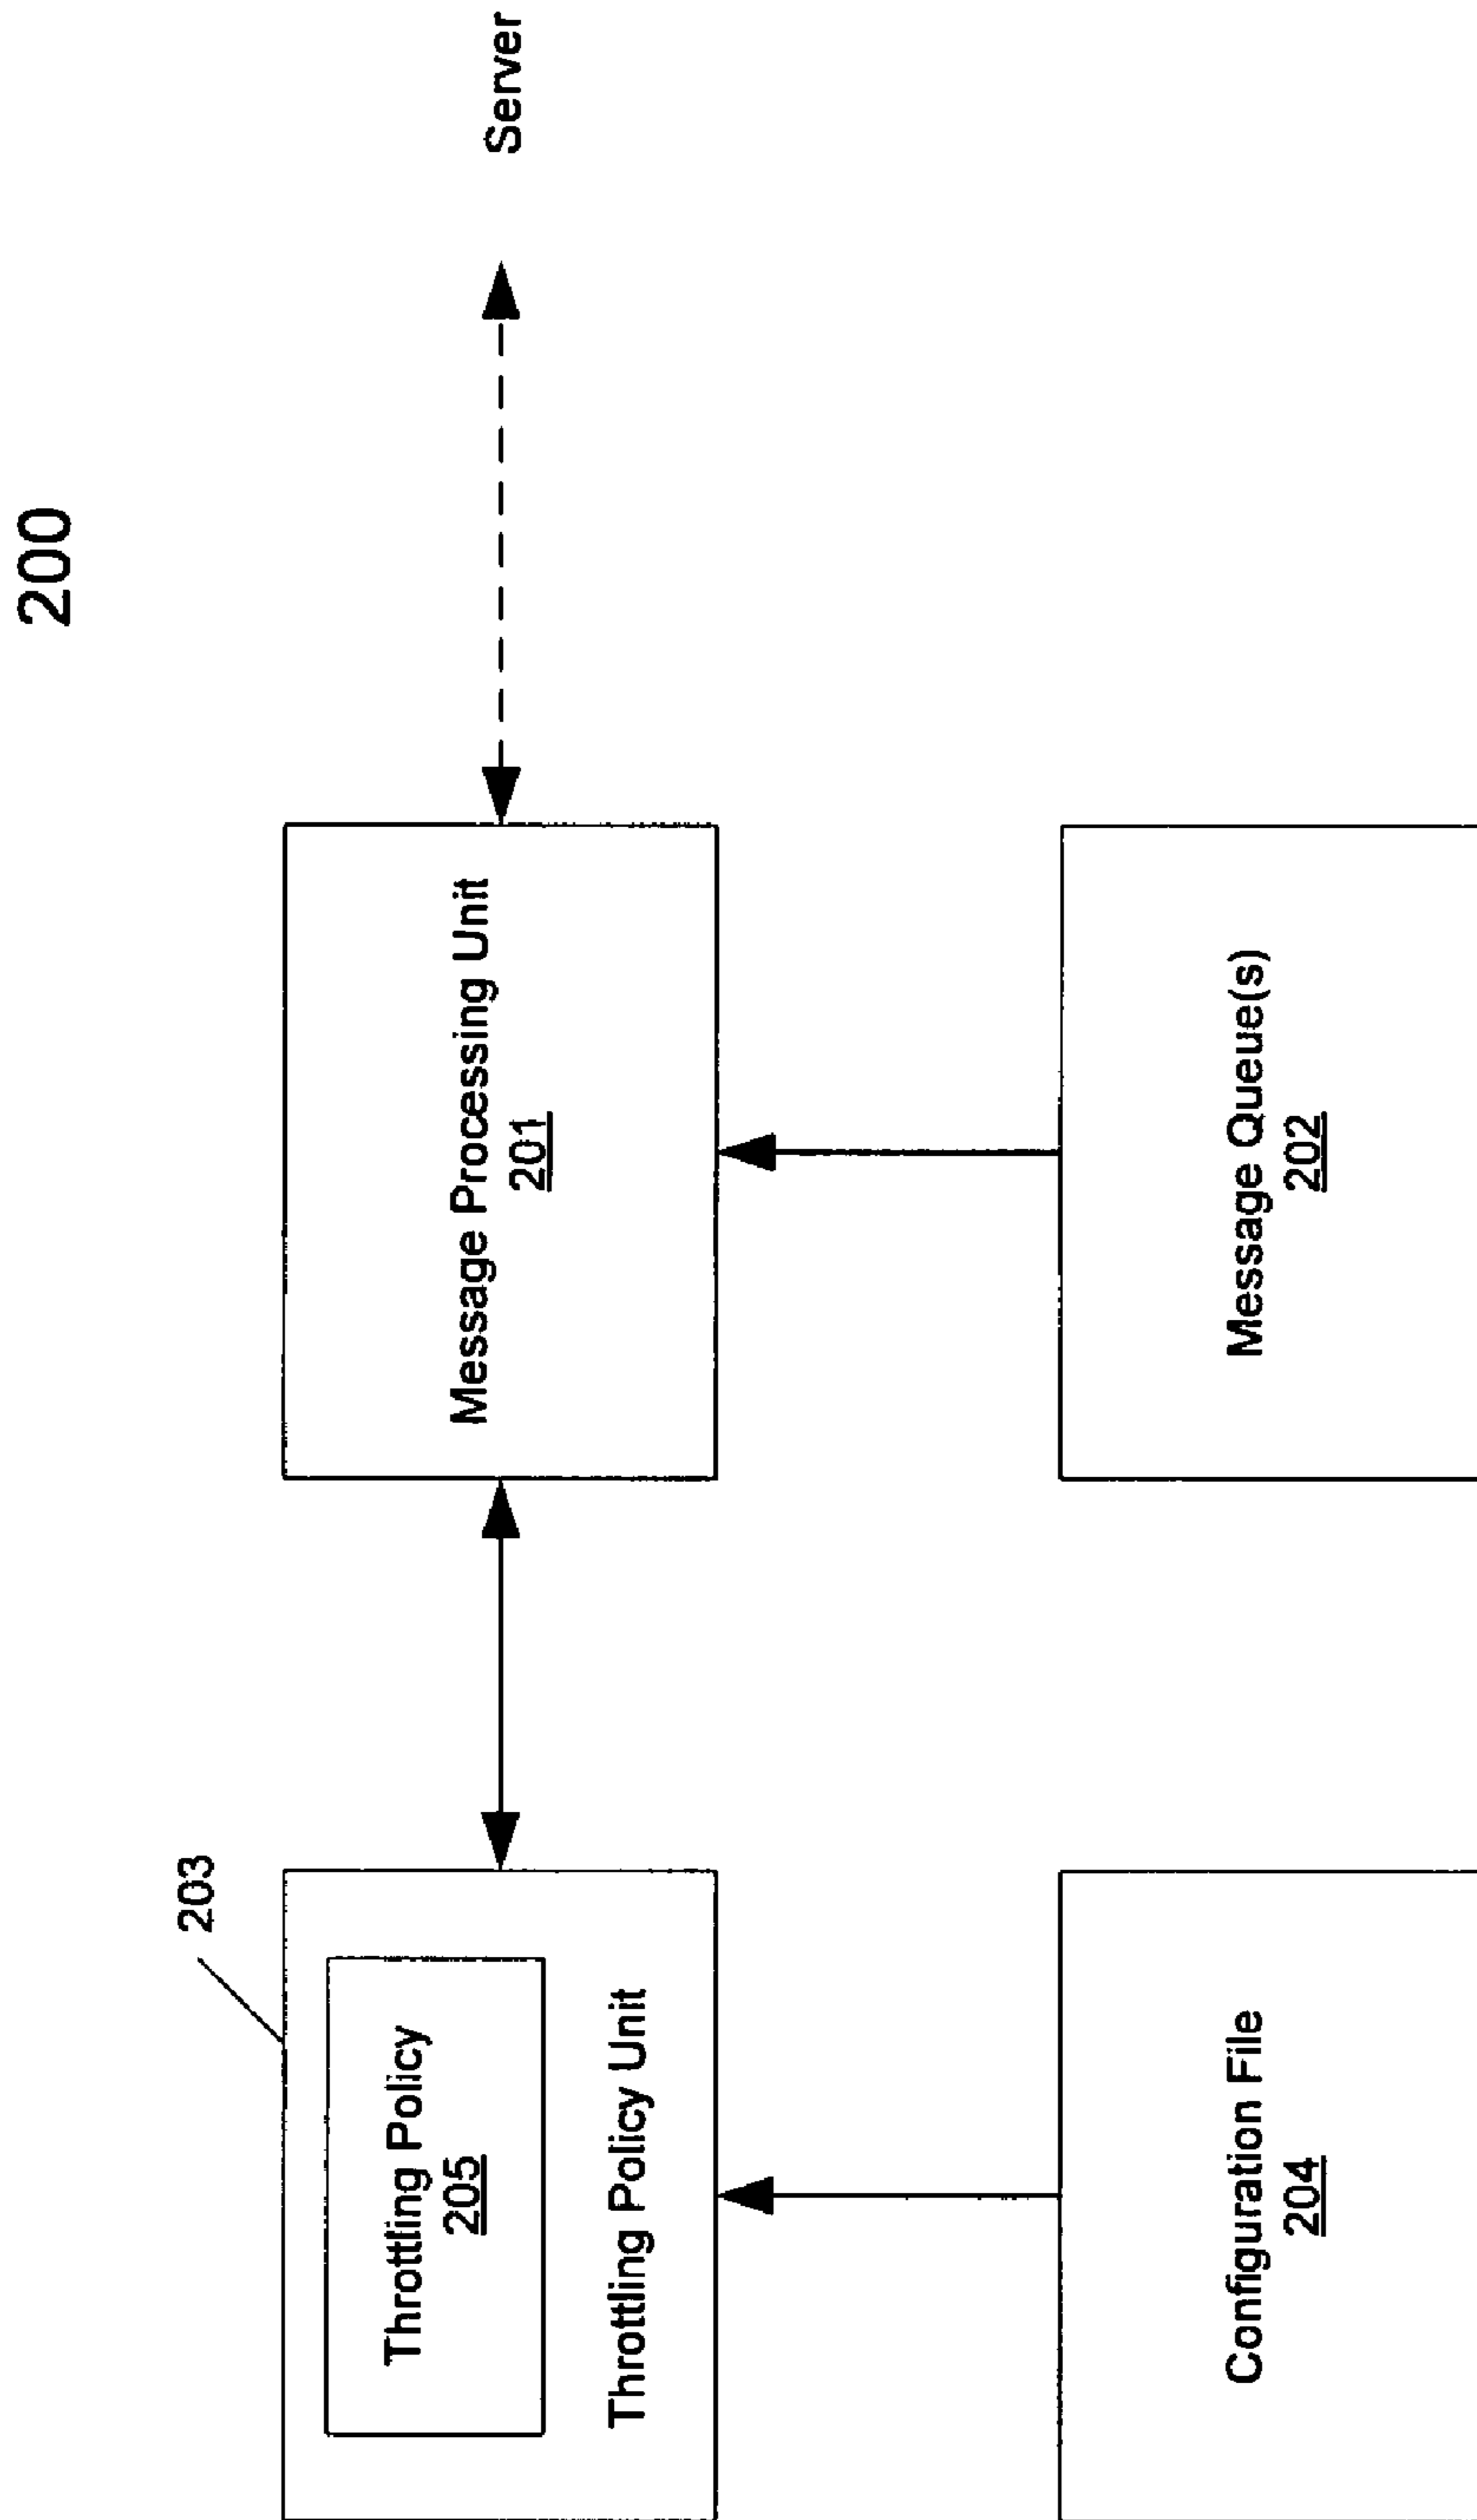 200
203
Throttling Policy
205
Throttling Policy Unit
Message Processing Unit
201
Server
Configuration File
204
Message Queue(s)
202